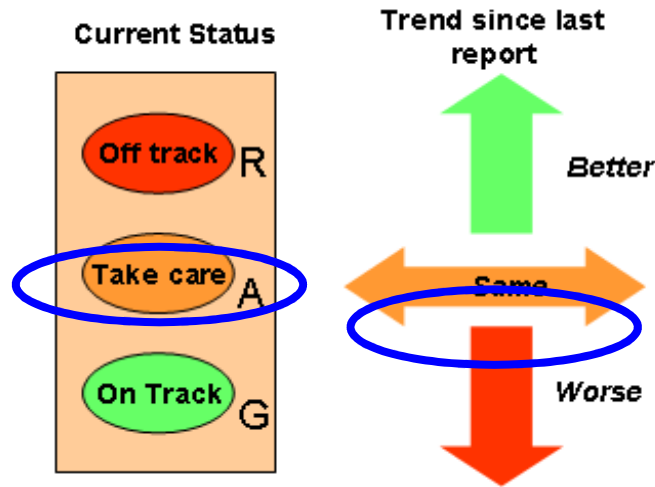 Current Status
Off track
R
Take care
A
On Track
G
Trend since last
report
Better
Same
Worse